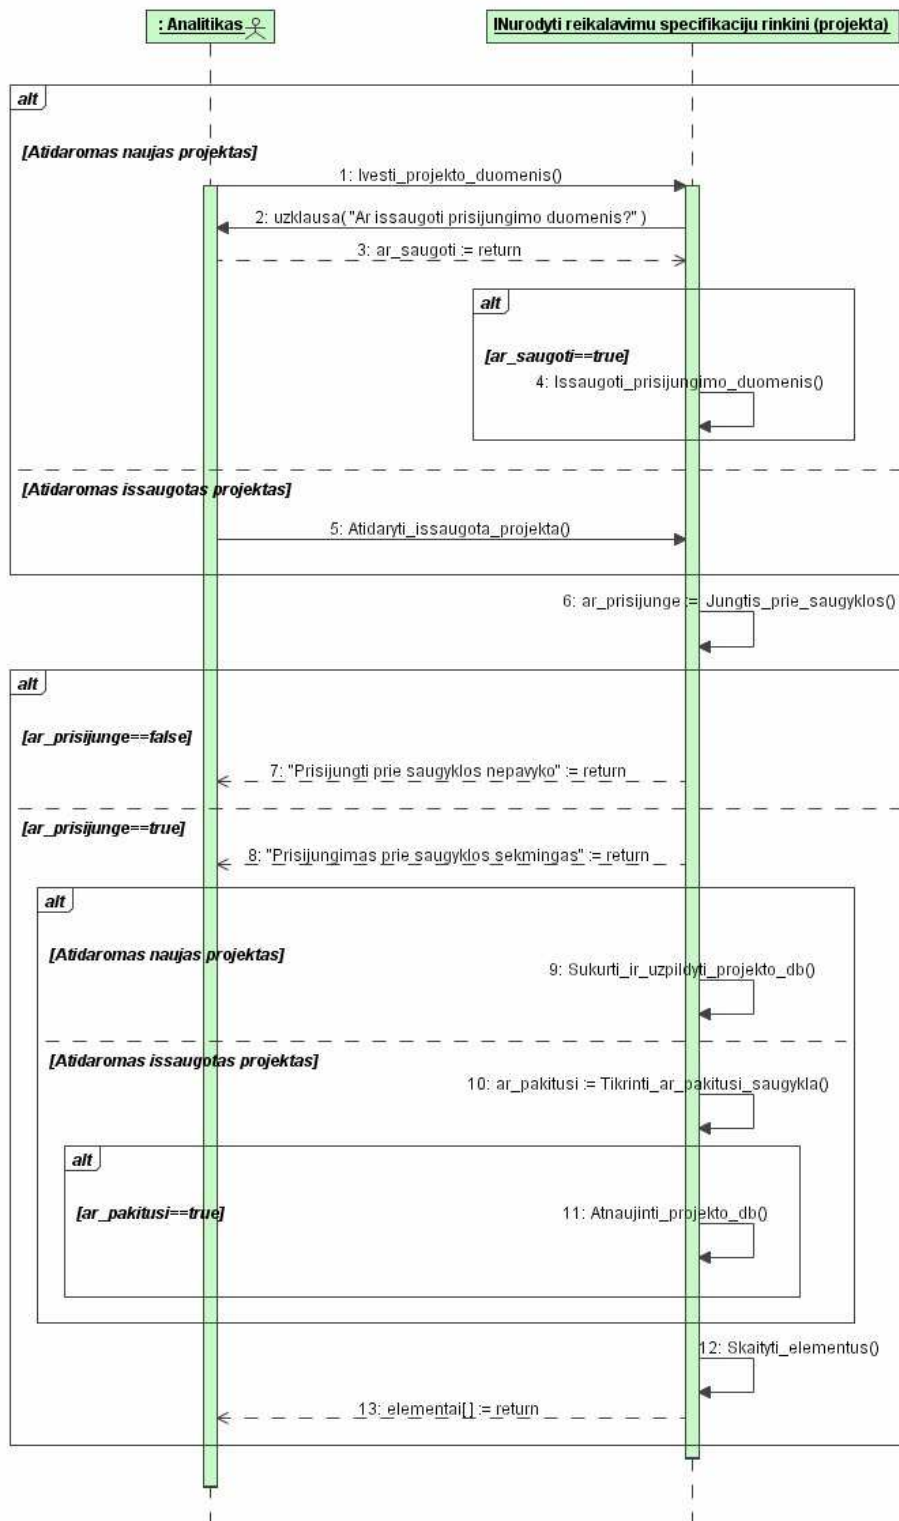 : Analitikas
INurodyti reikalavimu specifikaciju rinkini (projekta)
alt
[Atidaromas naujas projektas]
1: Ivesti_projekto_duomenis()
2: uzklausa( "Ar issaugoti prisijungimo duomenis?" )
3: ar_saugoti := return
alt
[ar_saugoti==true]
4: Issaugoti_prisijungimo_duomenis()
[Atidaromas issaugotas projektas]
5: Atidaryti_issaugota_projekta()
6: ar_prisijunge := Jungtis_prie_saugyklos()
alt
[ar_prisijunge==false]
7: "Prisijungti prie saugyklos nepavyko" := return
[ar_prisijunge==true]
8: "Prisijungimas prie saugyklos sekmingas" := return
alt
[Atidaromas naujas projektas]
9: Sukurti_ir_uzpildyti_projekto_db()
[Atidaromas issaugotas projektas]
10: ar_pakitusi := Tikrinti_ar_pakitusi_saugykla()
alt
[ar_pakitusi==true]
11: Atnaujinti_projekto_db()
12: Skaityti_elementus()
13: elementai[] := return